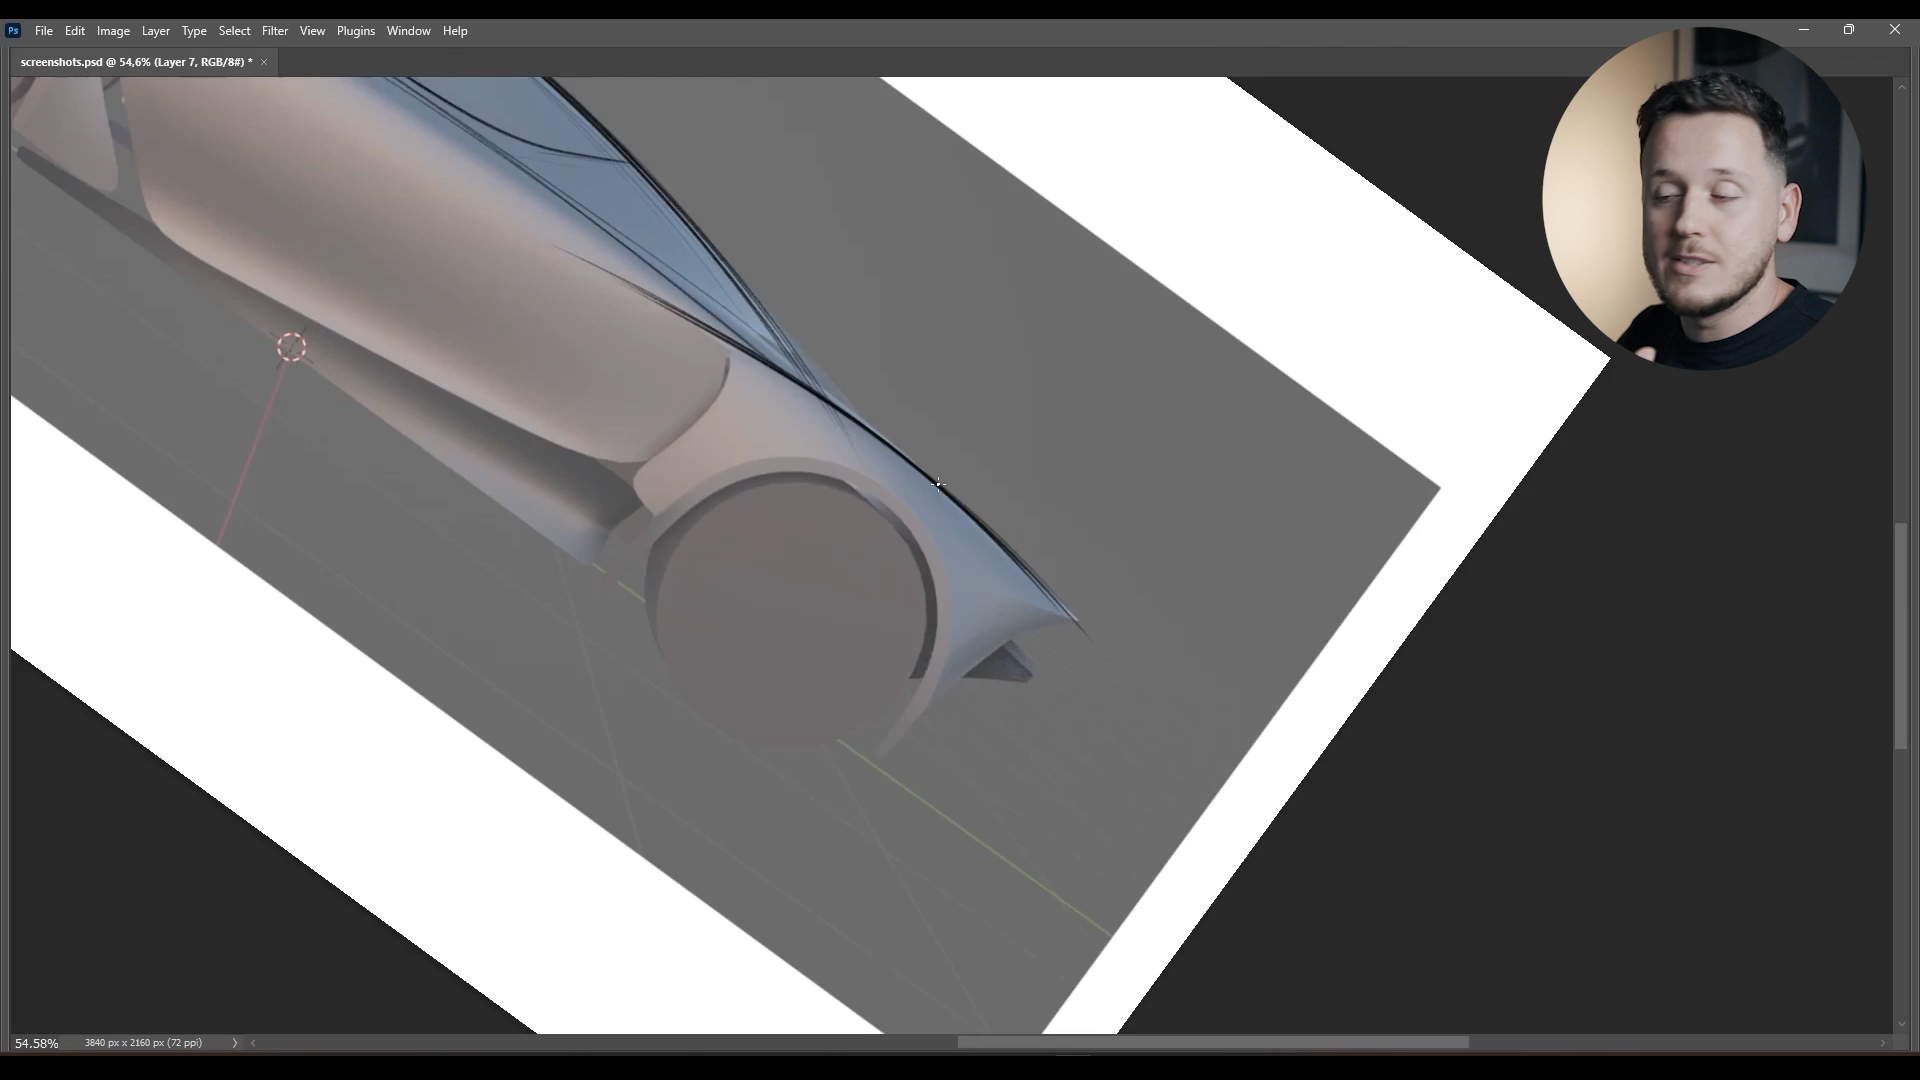 Ps File Edit Image Layer Type Select Filter View Plugins Window Help
screenshots.psd @ 54,6% (Layer 7, RGB/8#) *
54.58% 3840 px x 2160 px (72 ppi)